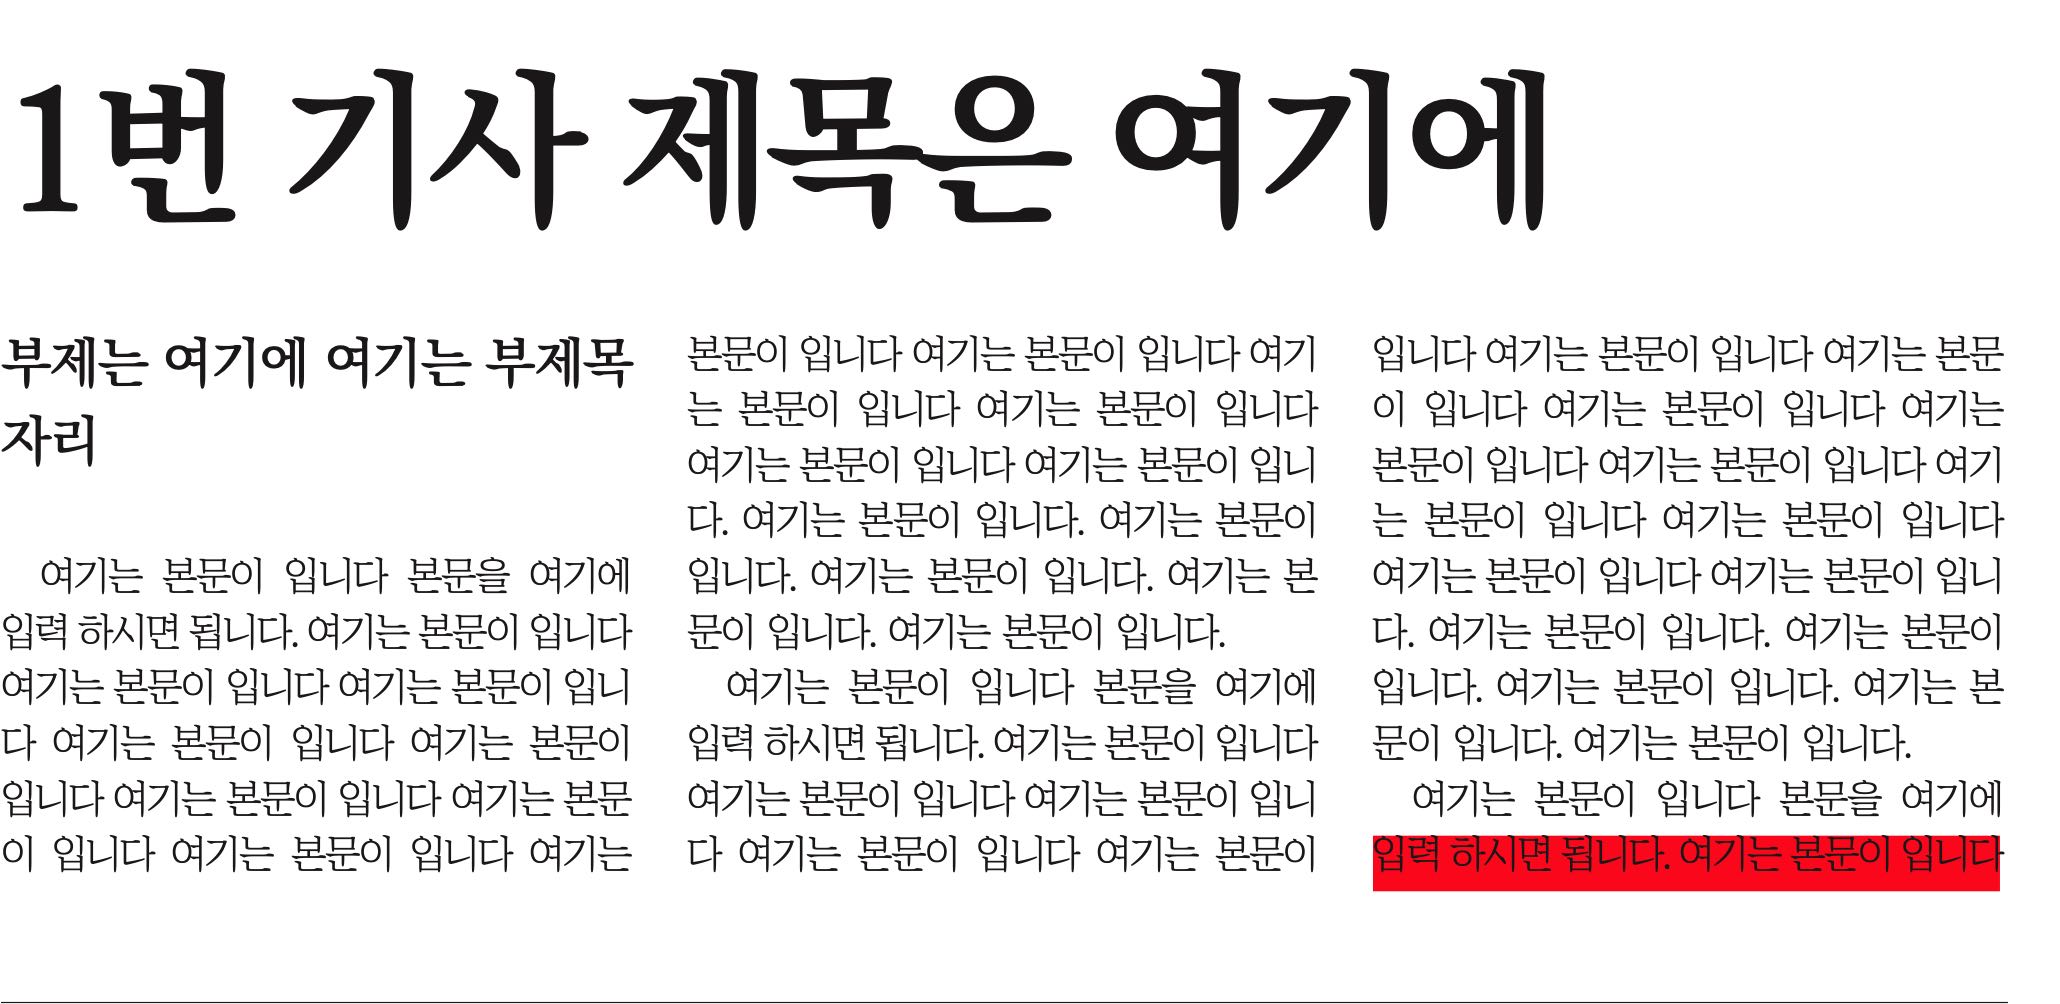 1번 기사 제목은 여기에
부제는 여기에 여기는 부제목
자리
여기는 본문이 입니다 본문을 여기에
입력 하시면 됩니다. 여기는 본문이 입니다
여기는 본문이 입니다 여기는 본문이 입니
다 여기는 본문이 입니다 여기는 본문이
입니다 여기는 본문이 입니다 여기는 본문
이 입니다 여기는 본문이 입니다 여기는
본문이 입니다 여기는 본문이 입니다 여기
는 본문이 입니다 여기는 본문이 입니다
여기는 본문이 입니다 여기는 본문이 입니
다. 여기는 본문이 입니다. 여기는 본문이
입니다. 여기는 본문이 입니다. 여기는 본
문이 입니다. 여기는 본문이 입니다.
여기는 본문이 입니다 본문을 여기에
입력 하시면 됩니다. 여기는 본문이 입니다
여기는 본문이 입니다 여기는 본문이 입니
다 여기는 본문이 입니다 여기는 본문이
입니다 여기는 본문이 입니다 여기는 본문
이 입니다 여기는 본문이 입니다 여기는
본문이 입니다 여기는 본문이 입니다 여기
는 본문이 입니다 여기는 본문이 입니다
여기는 본문이 입니다 여기는 본문이 입니
다. 여기는 본문이 입니다. 여기는 본문이
입니다. 여기는 본문이 입니다. 여기는 본
문이 입니다. 여기는 본문이 입니다.
여기는 본문이 입니다 본문을 여기에
입력 하시면 됩니다. 여기는 본문이 입니다